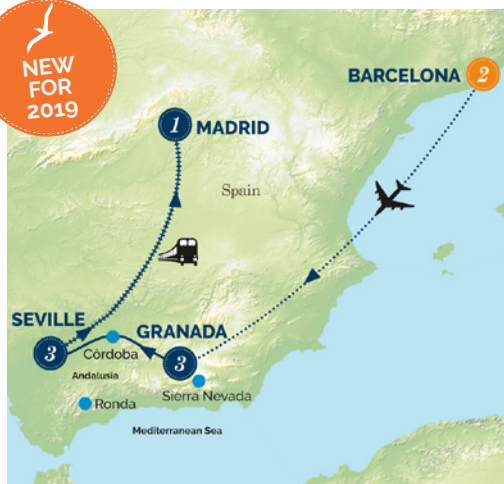 NEW
FOR
2019
BARCELONA 2
1 MADRID
Spain
SEVILLE
3
GRANADA
3
Córdoba
Andalusia
Sierra Nevada
Ronda
Mediterranean Sea